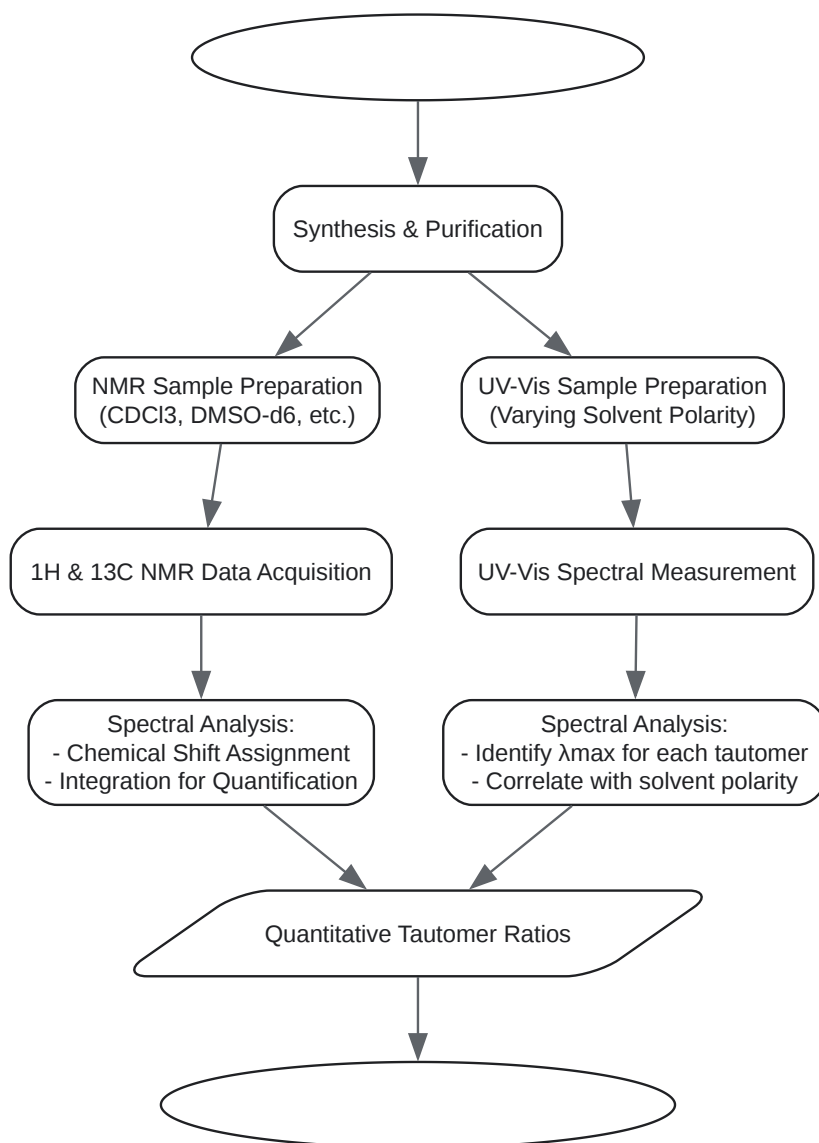 Synthesis & Purification
NMR Sample Preparation
(CDCl3, DMSO-d6, etc.)
UV-Vis Sample Preparation
(Varying Solvent Polarity)
1H & 13C NMR Data Acquisition
UV-Vis Spectral Measurement
Spectral Analysis:
- Chemical Shift Assignment
- Integration for Quantification
Spectral Analysis:
- Identify λmax for each tautomer
- Correlate with solvent polarity
Quantitative Tautomer Ratios